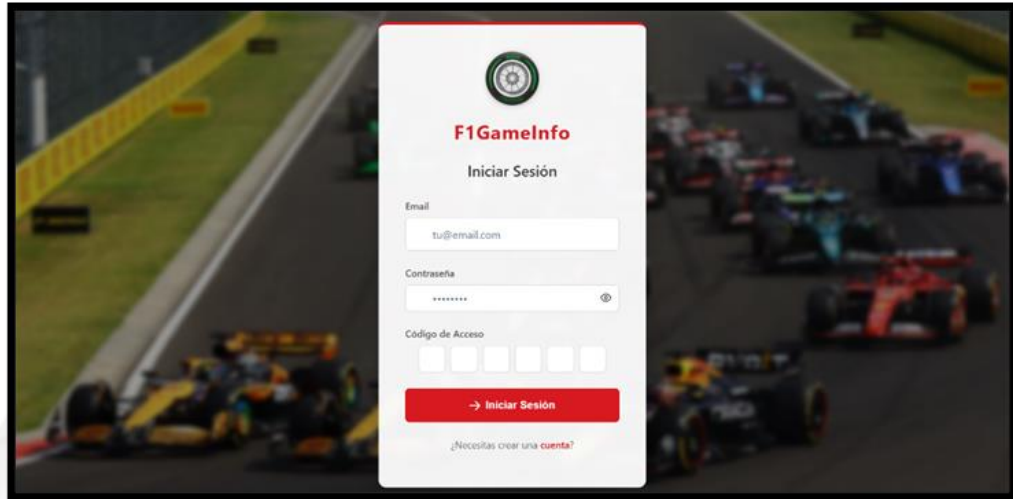 F1GameInfo
Iniciar Sesión
Email
tu@email.com
Contraseña
••••••••
Código de Acceso
→ Iniciar Sesión
¿Necesitas crear una cuenta?